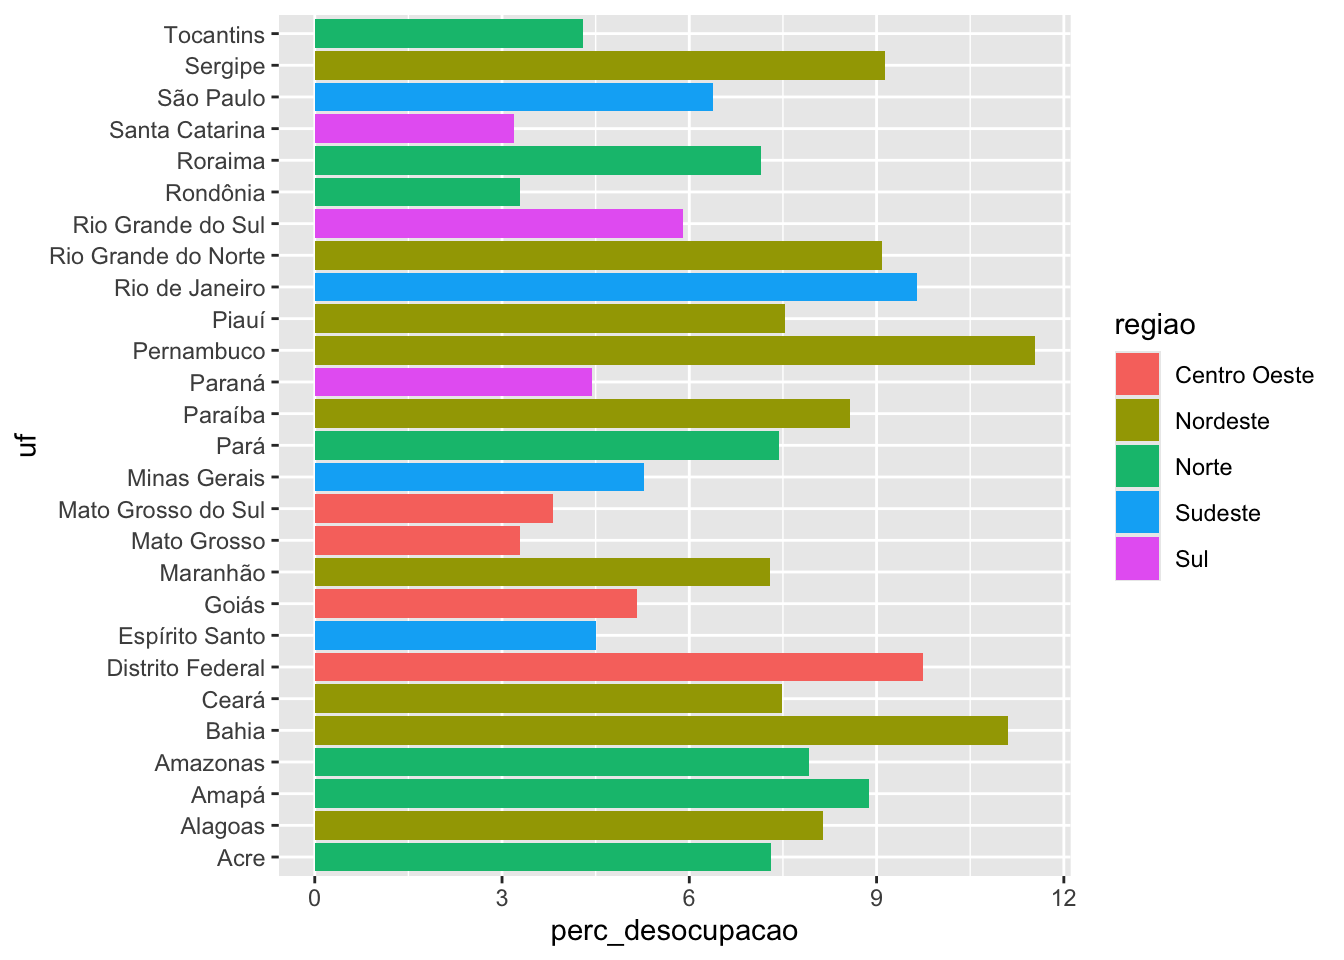 Tocantins
Sergipe
São Paulo
Santa Catarina
Roraima
Rondônia
Rio Grande do Sul
Rio Grande do Norte
Rio de Janeiro
Piauí
Pernambuco
Paraná
Paraíba
Pará
Minas Gerais
Mato Grosso do Sul
Mato Grosso
Maranhão
Goiás
Espírito Santo
Distrito Federal
Ceará
Bahia
Amazonas
Amapá
Alagoas
Acre
uf
0 3 6 9 12
perc_desocupacao
regiao
Centro Oeste
Nordeste
Norte
Sudeste
Sul